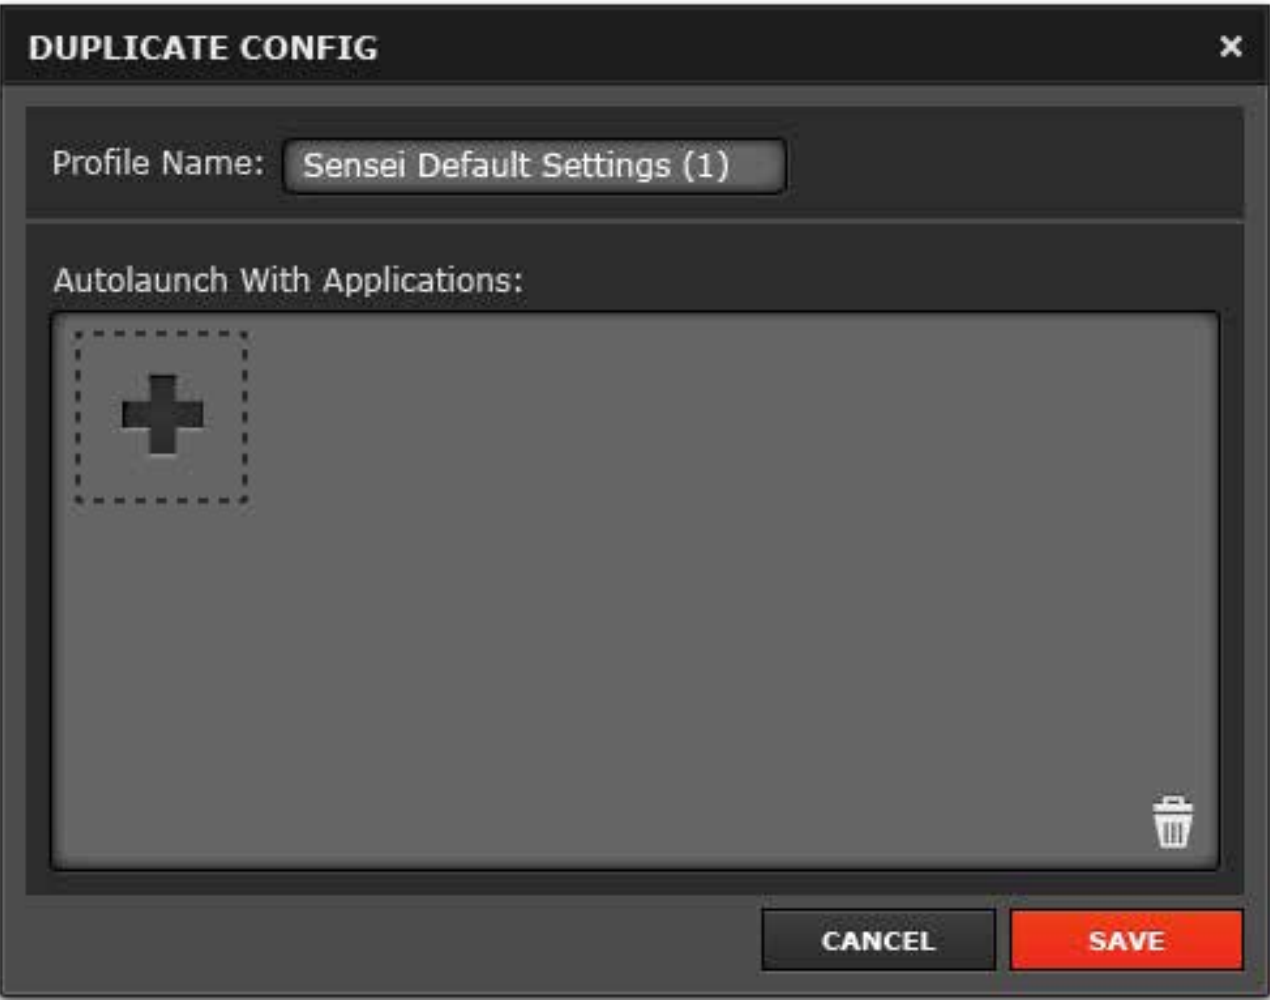 DUPLICATE CONFIG
Profile Name: Sensei Default Settings (1)
Autolaunch With Applications:
CANCEL SAVE